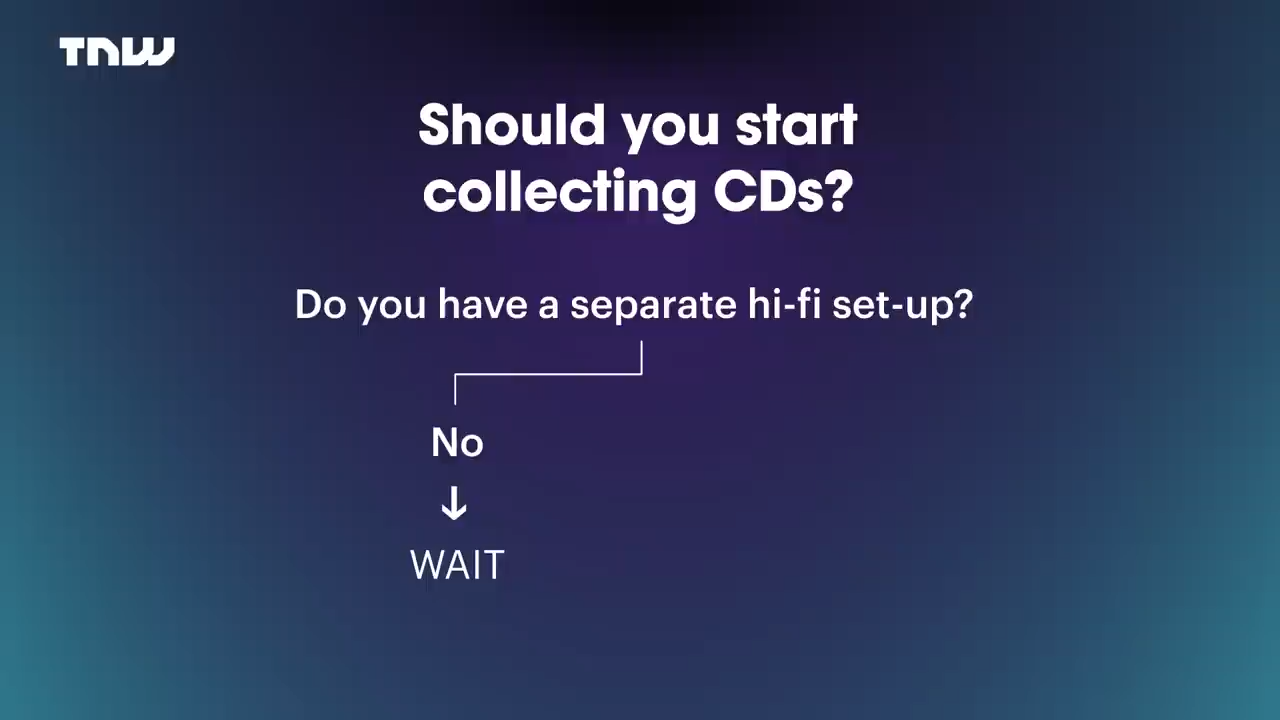 TNW
Should you start
collecting CDs?
Do you have a separate hi-fi set-up?
No
↓
WAIT